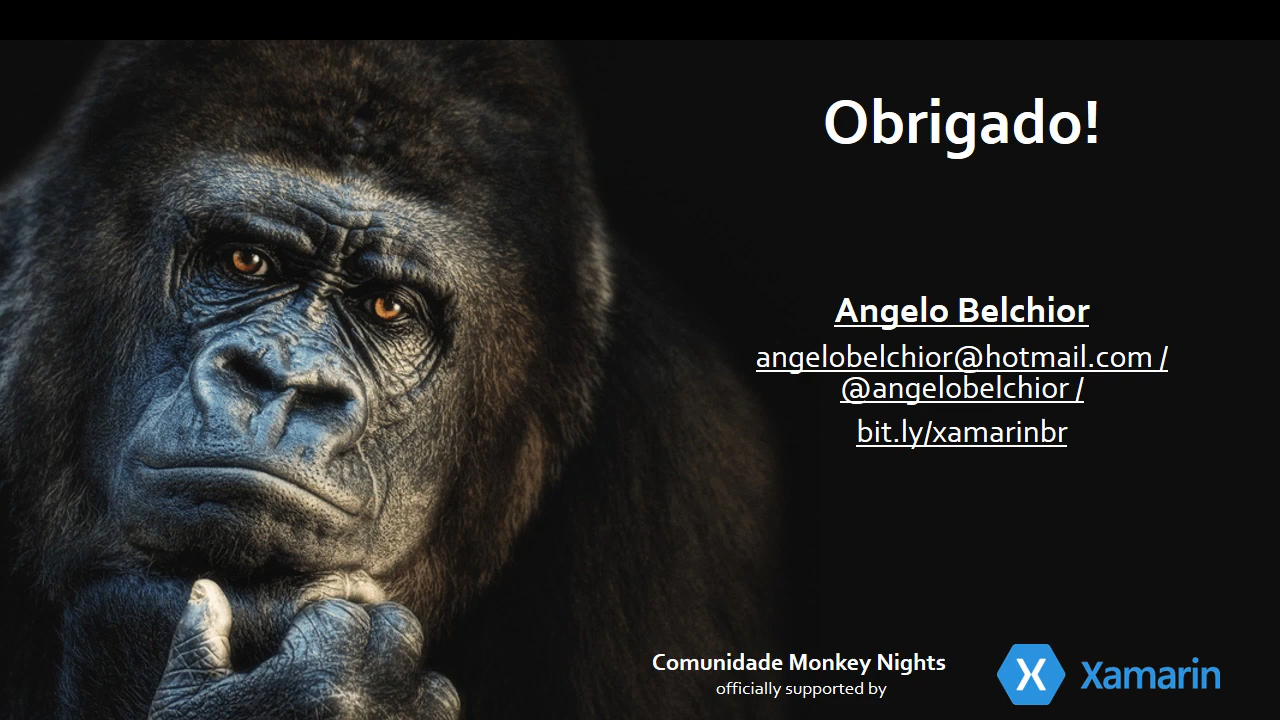 Obrigado!
Angelo Belchior
angelobelchior@hotmail.com /
@angelobelchior /
bit.ly/xamarinbr
Comunidade Monkey Nights
officially supported by
X Xamarin